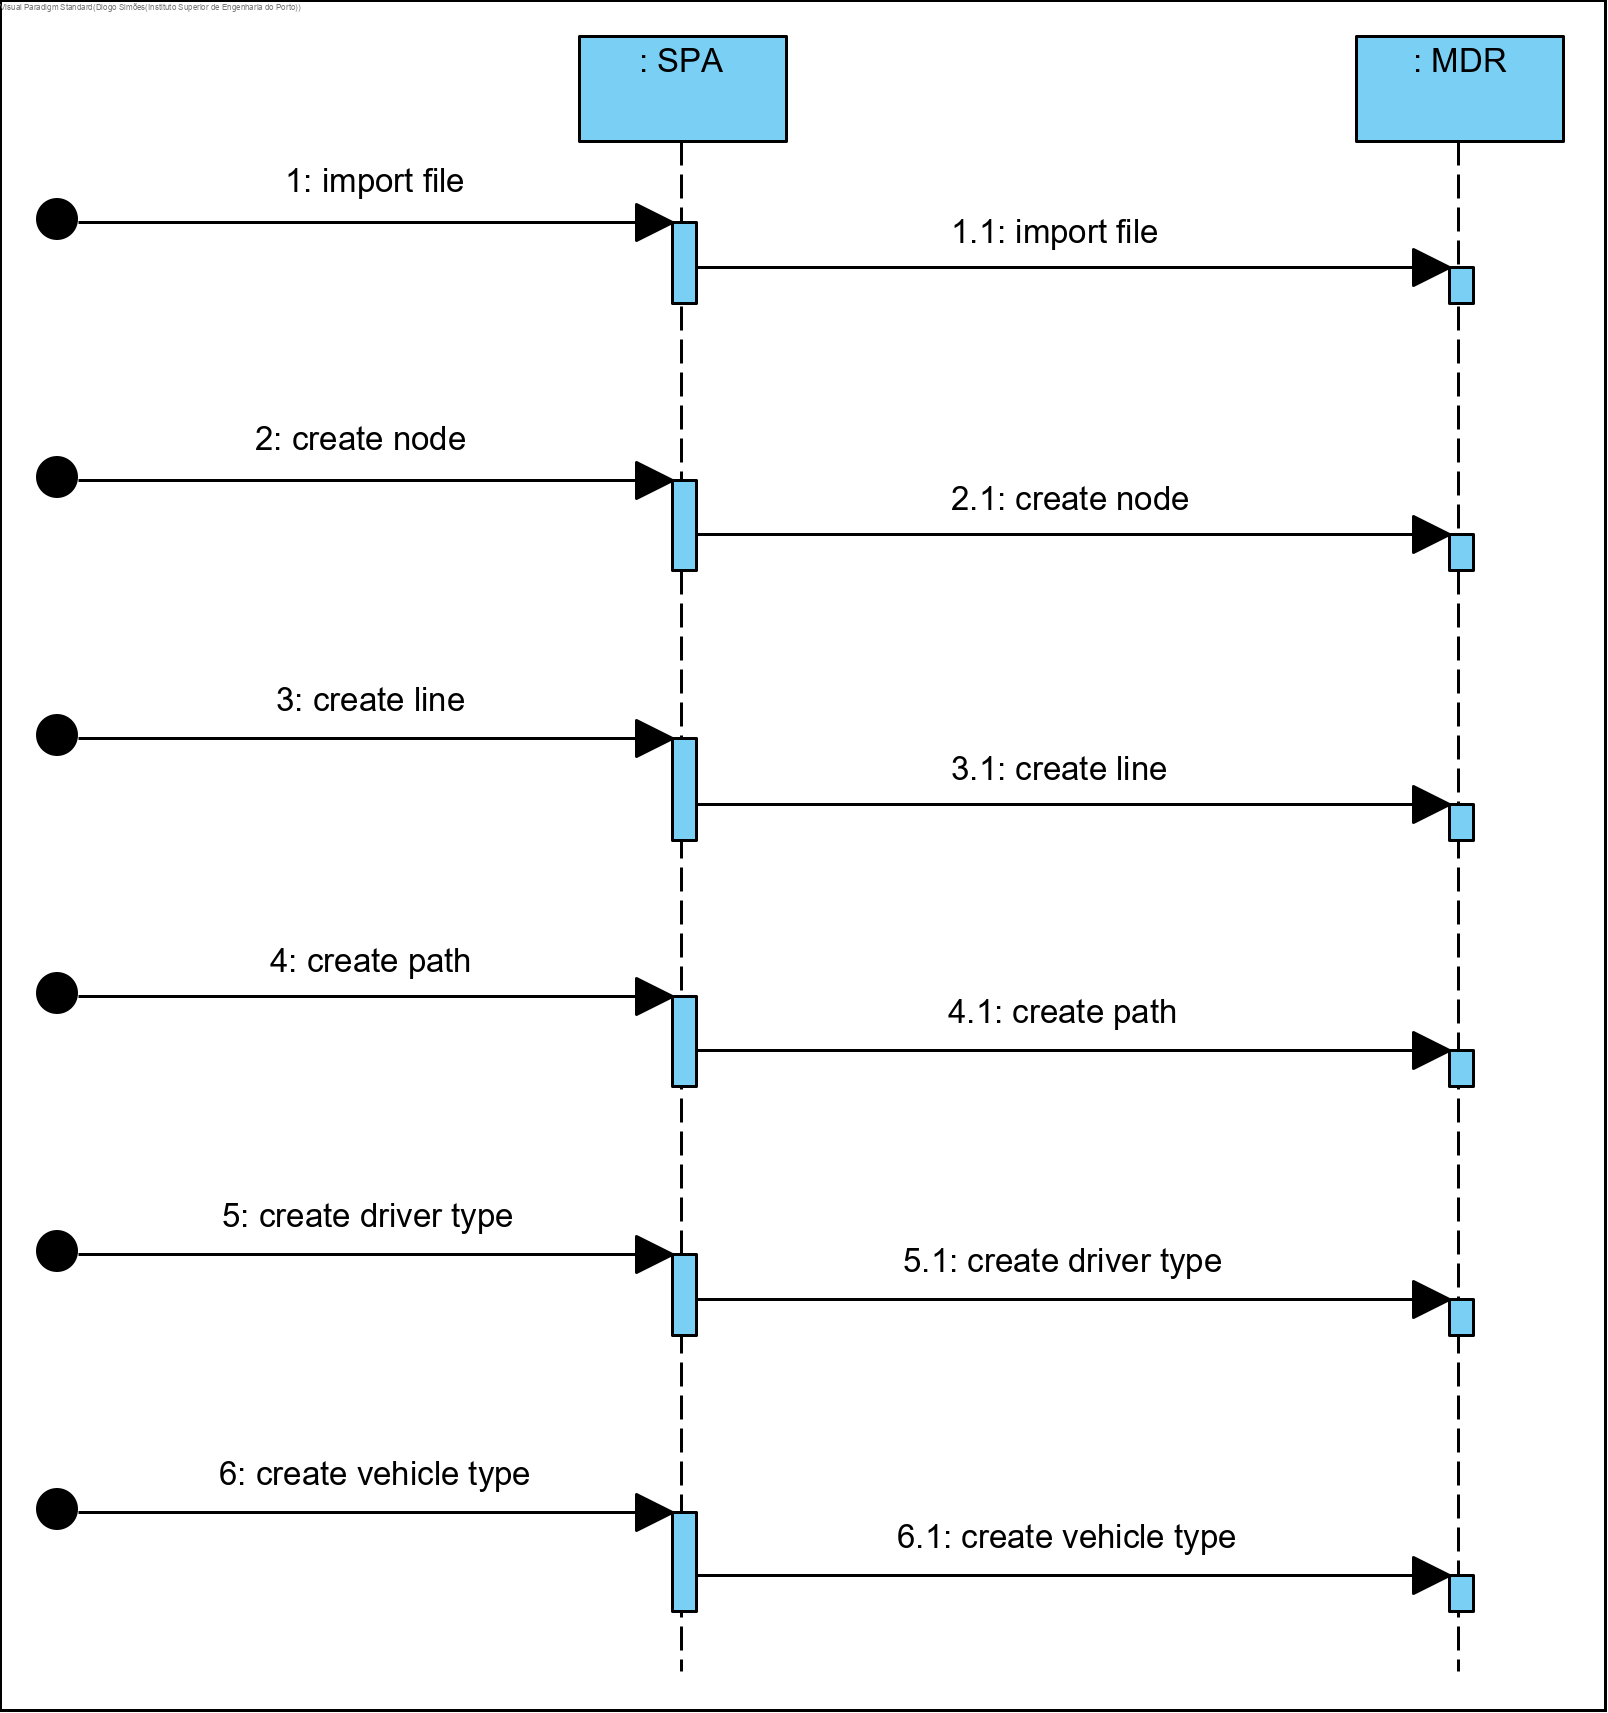 Visual Paradigm Standard(Diogo Simões(Instituto Superior de Engenharia do Porto))
: SPA
: MDR
1: import file
1.1: import file
2: create node
2.1: create node
3: create line
3.1: create line
4: create path
4.1: create path
5: create driver type
5.1: create driver type
6: create vehicle type
6.1: create vehicle type